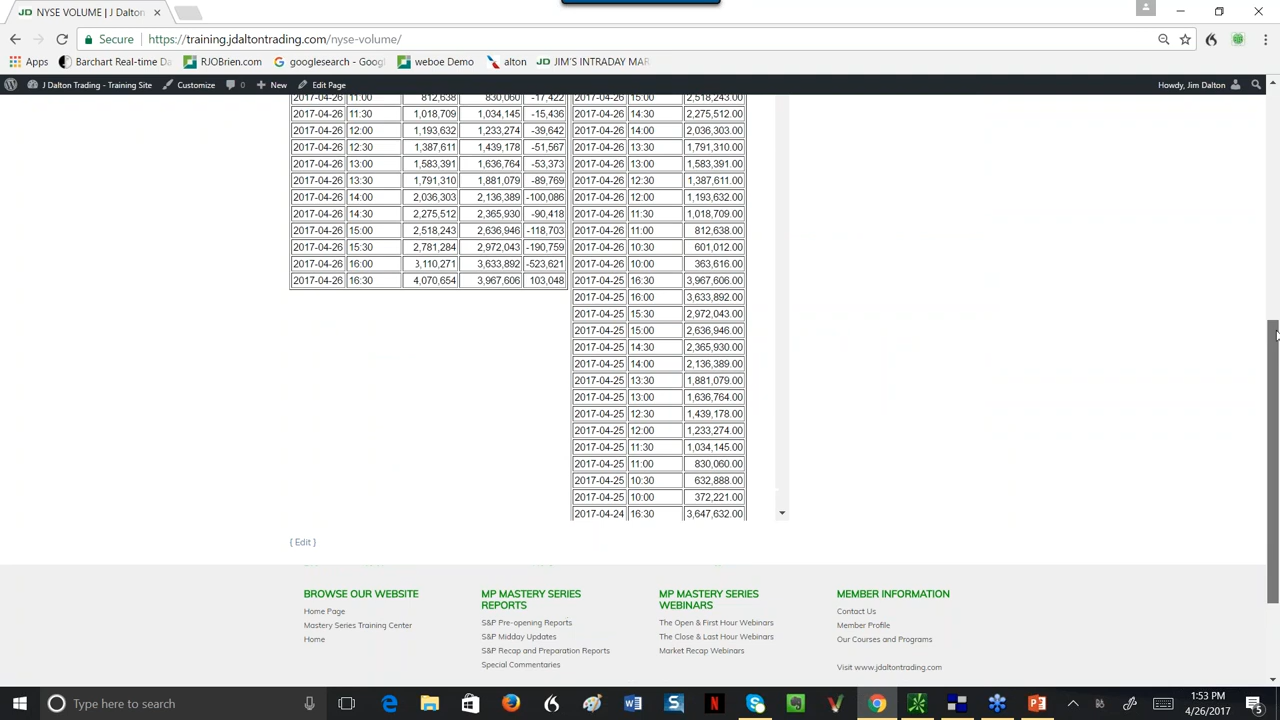 JD NYSE VOLUME | J Dalton
Secure https://training.jdaltontrading.com/nyse-volume/
Apps Barchart Real-time Da RJOBrien.com googlesearch - Googl weboe Demo alton JD JIM'S INTRADAY MAR
J Dalton Trading - Training Site Customize 0 New Edit Page Howdy, Jim Dalton
2017-04-26 11:00 812,638 830,060 -17,422 2017-04-26 15:00 2,518,243.00
2017-04-26 11:30 1,018,709 1,034,145 -15,436 2017-04-26 14:30 2,275,512.00
2017-04-26 12:00 1,193,632 1,233,274 -39,642 2017-04-26 14:00 2,036,303.00
2017-04-26 12:30 1,387,611 1,439,178 -51,567 2017-04-26 13:30 1,791,310.00
2017-04-26 13:00 1,583,391 1,636,764 -53,373 2017-04-26 13:00 1,583,391.00
2017-04-26 13:30 1,791,310 1,881,079 -89,769 2017-04-26 12:30 1,387,611.00
2017-04-26 14:00 2,036,303 2,136,389 -100,086 2017-04-26 12:00 1,193,632.00
2017-04-26 14:30 2,275,512 2,365,930 -90,418 2017-04-26 11:30 1,018,709.00
2017-04-26 15:00 2,518,243 2,636,946 -118,703 2017-04-26 11:00 812,638.00
2017-04-26 15:30 2,781,284 2,972,043 -190,759 2017-04-26 10:30 601,012.00
2017-04-26 16:00 3,110,271 3,633,892 -523,621 2017-04-26 10:00 363,616.00
2017-04-26 16:30 4,070,654 3,967,606 103,048 2017-04-25 16:30 3,967,606.00
2017-04-25 16:00 3,633,892.00
2017-04-25 15:30 2,972,043.00
2017-04-25 15:00 2,636,946.00
2017-04-25 14:30 2,365,930.00
2017-04-25 14:00 2,136,389.00
2017-04-25 13:30 1,881,079.00
2017-04-25 13:00 1,636,764.00
2017-04-25 12:30 1,439,178.00
2017-04-25 12:00 1,233,274.00
2017-04-25 11:30 1,034,145.00
2017-04-25 11:00 830,060.00
2017-04-25 10:30 632,888.00
2017-04-25 10:00 372,221.00
2017-04-24 16:30 3,647,632.00
{ Edit }
BROWSE OUR WEBSITE
Home Page
Mastery Series Training Center
Home
MP MASTERY SERIES
REPORTS
S&P Pre-opening Reports
S&P Midday Updates
S&P Recap and Preparation Reports
Special Commentaries
MP MASTERY SERIES
WEBINARS
The Open & First Hour Webinars
The Close & Last Hour Webinars
Market Recap Webinars
MEMBER INFORMATION
Contact Us
Member Profile
Our Courses and Programs
Visit www.jdaltontrading.com
Type here to search
1:53 PM
4/26/2017
5